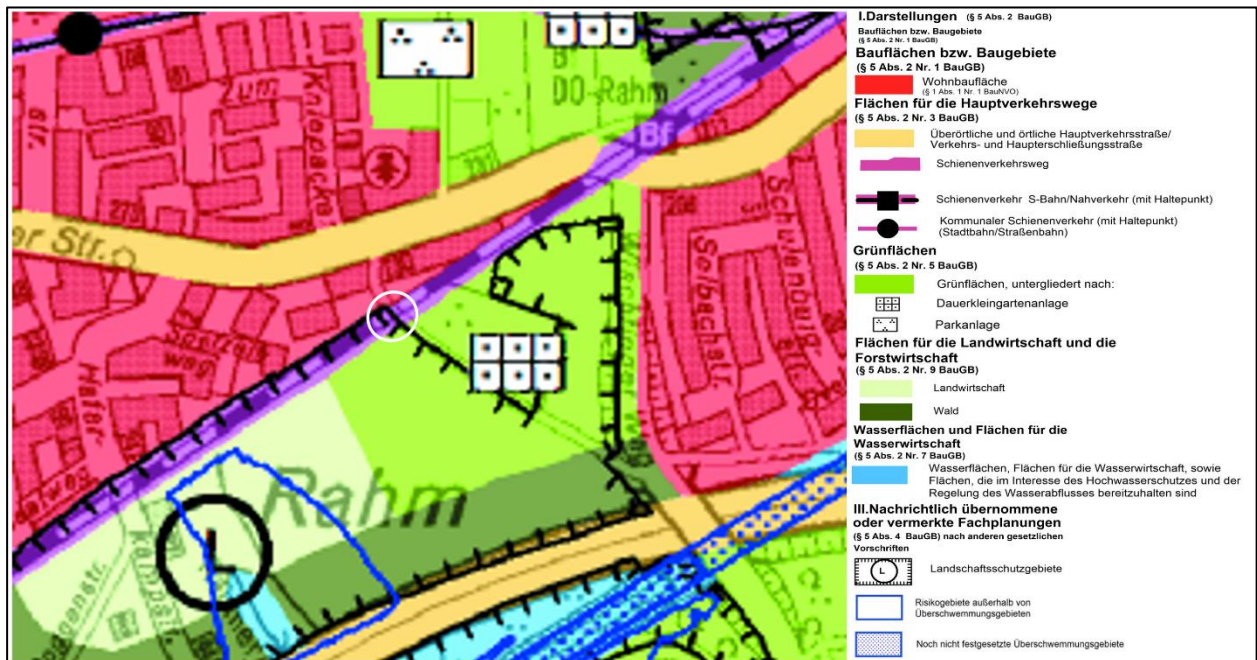 Knispacke
BT
DO-Rahm
Bf
273
er Str.
Rahm
L
I.Darstellungen (§ 5 Abs. 2 BauGB)
Bauflächen bzw. Baugebiete
(§ 5 Abs. 2 Nr. 1 BauGB)
Bauflächen bzw. Baugebiete
(§ 5 Abs. 2 Nr. 1 BauGB)
Wohnbaufläche
(§ 1 Abs. 1 Nr. 1 BauNVO)
Flächen für die Hauptverkehrswege
(§ 5 Abs. 2 Nr. 3 BauGB)
Überörtliche und örtliche Hauptverkehrsstraße/
Verkehrs- und Haupterschließungsstraße
Schienenverkehrsweg
Schienenverkehr S-Bahn/Nahverkehr (mit Haltepunkt)
Kommunaler Schienenverkehr (mit Haltepunkt)
(Stadtbahn/Straßenbahn)
Grünflächen
(§ 5 Abs. 2 Nr. 5 BauGB)
Grünflächen, untergliedert nach:
Dauerkleingartenanlage
Parkanlage
Flächen für die Landwirtschaft und die
Forstwirtschaft
(§ 5 Abs. 2 Nr. 9 BauGB)
Landwirtschaft
Wald
Wasserflächen und Flächen für die
Wasserwirtschaft
(§ 5 Abs. 2 Nr. 7 BauGB)
Wasserflächen, Flächen für die Wasserwirtschaft, sowie
Flächen, die im Interesse des Hochwasserschutzes und der
Regelung des Wasserabflusses bereitzuhalten sind
III.Nachrichtlich übernommene
oder vermerkte Fachplanungen
(§ 5 Abs. 4 BauGB) nach anderen gesetzlichen
Vorschriften
L
Landschaftsschutzgebiete
Risikogebiete außerhalb von
Überschwemmungsgebieten
Noch nicht festgesetzte Überschwemmungsgebiete